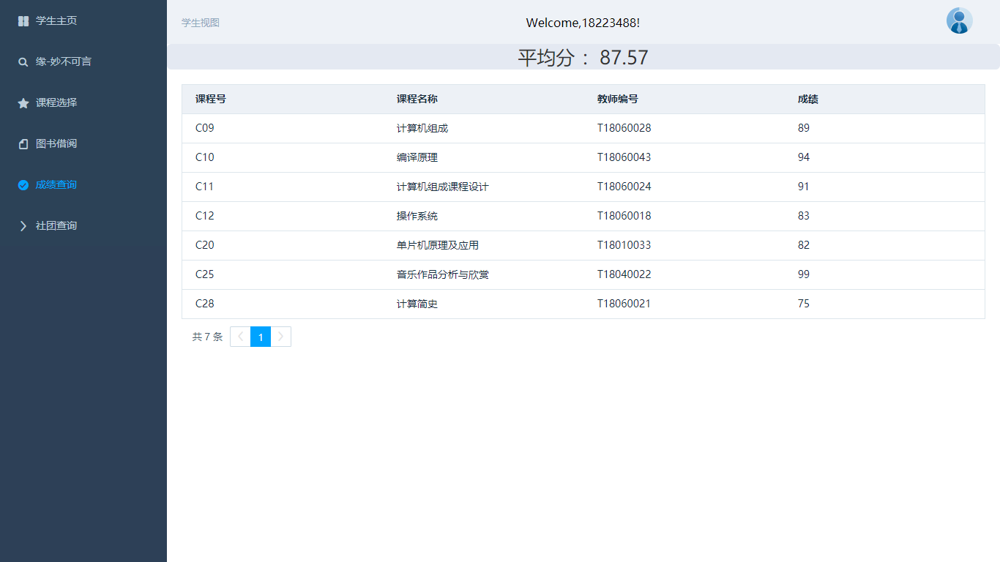 学生主页
缘-妙不可言
课程选择
图书借阅
成绩查询
社团查询
学生视图
Welcome,18223488!
平均分 ：87.57
课程号 课程名称 教师编号 成绩
C09 计算机组成 T18060028 89
C10 编译原理 T18060043 94
C11 计算机组成课程设计 T18060024 91
C12 操作系统 T18060018 83
C20 单片机原理及应用 T18010033 82
C25 音乐作品分析与欣赏 T18040022 99
C28 计算简史 T18060021 75
共 7 条 1